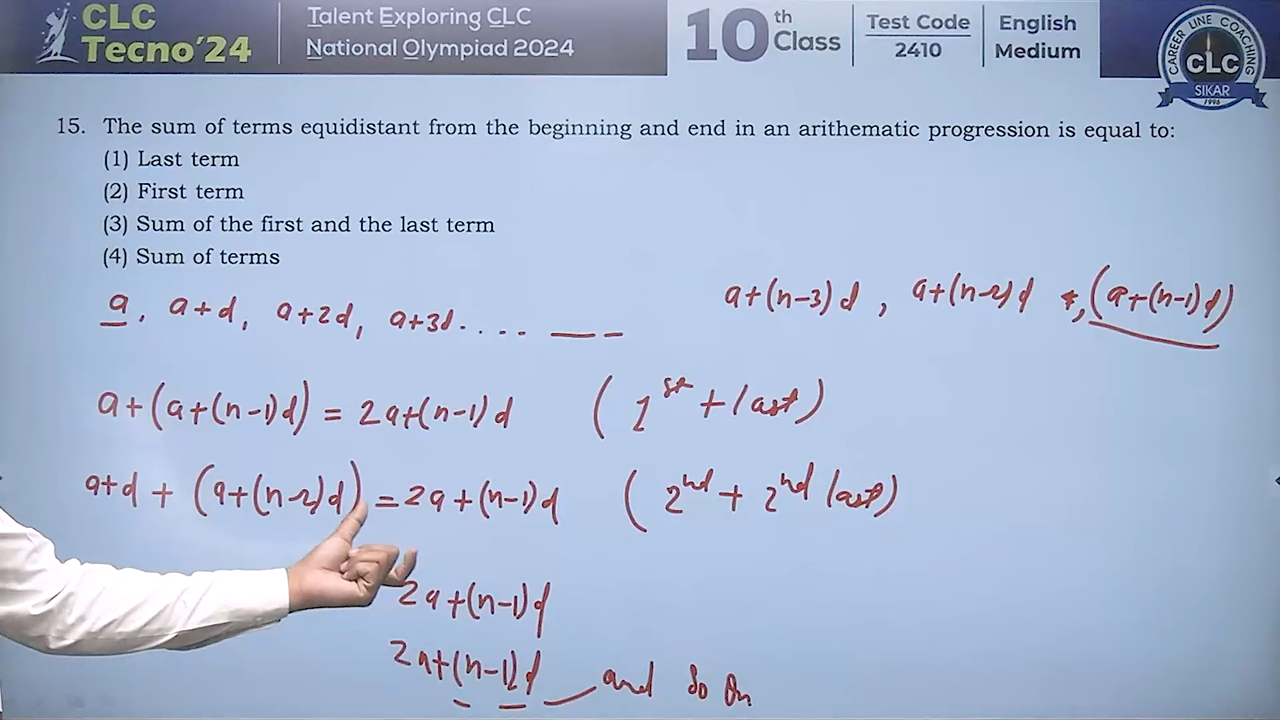 CLC
Tecno'24
Talent Exploring CLC
National Olympiad 2024
10th Class
Test Code
2410
English
Medium
CAREER LINE COACHING
CLC
SIKAR
1996
15. The sum of terms equidistant from the beginning and end in an arithematic progression is equal to:
(1) Last term
(2) First term
(3) Sum of the first and the last term
(4) Sum of terms
a, a+d, a+2d, a+3d.... _ _ a+(n-3)d, a+(n-2)d, (a+(n-1)d)
a+(a+(n-1)d) = 2a+(n-1)d (1st + last)
a+d + (a+(n-2)d) = 2a+(n-1)d (2nd + 2nd last)
2a+(n-1)d
2a+(n-1)d and so on